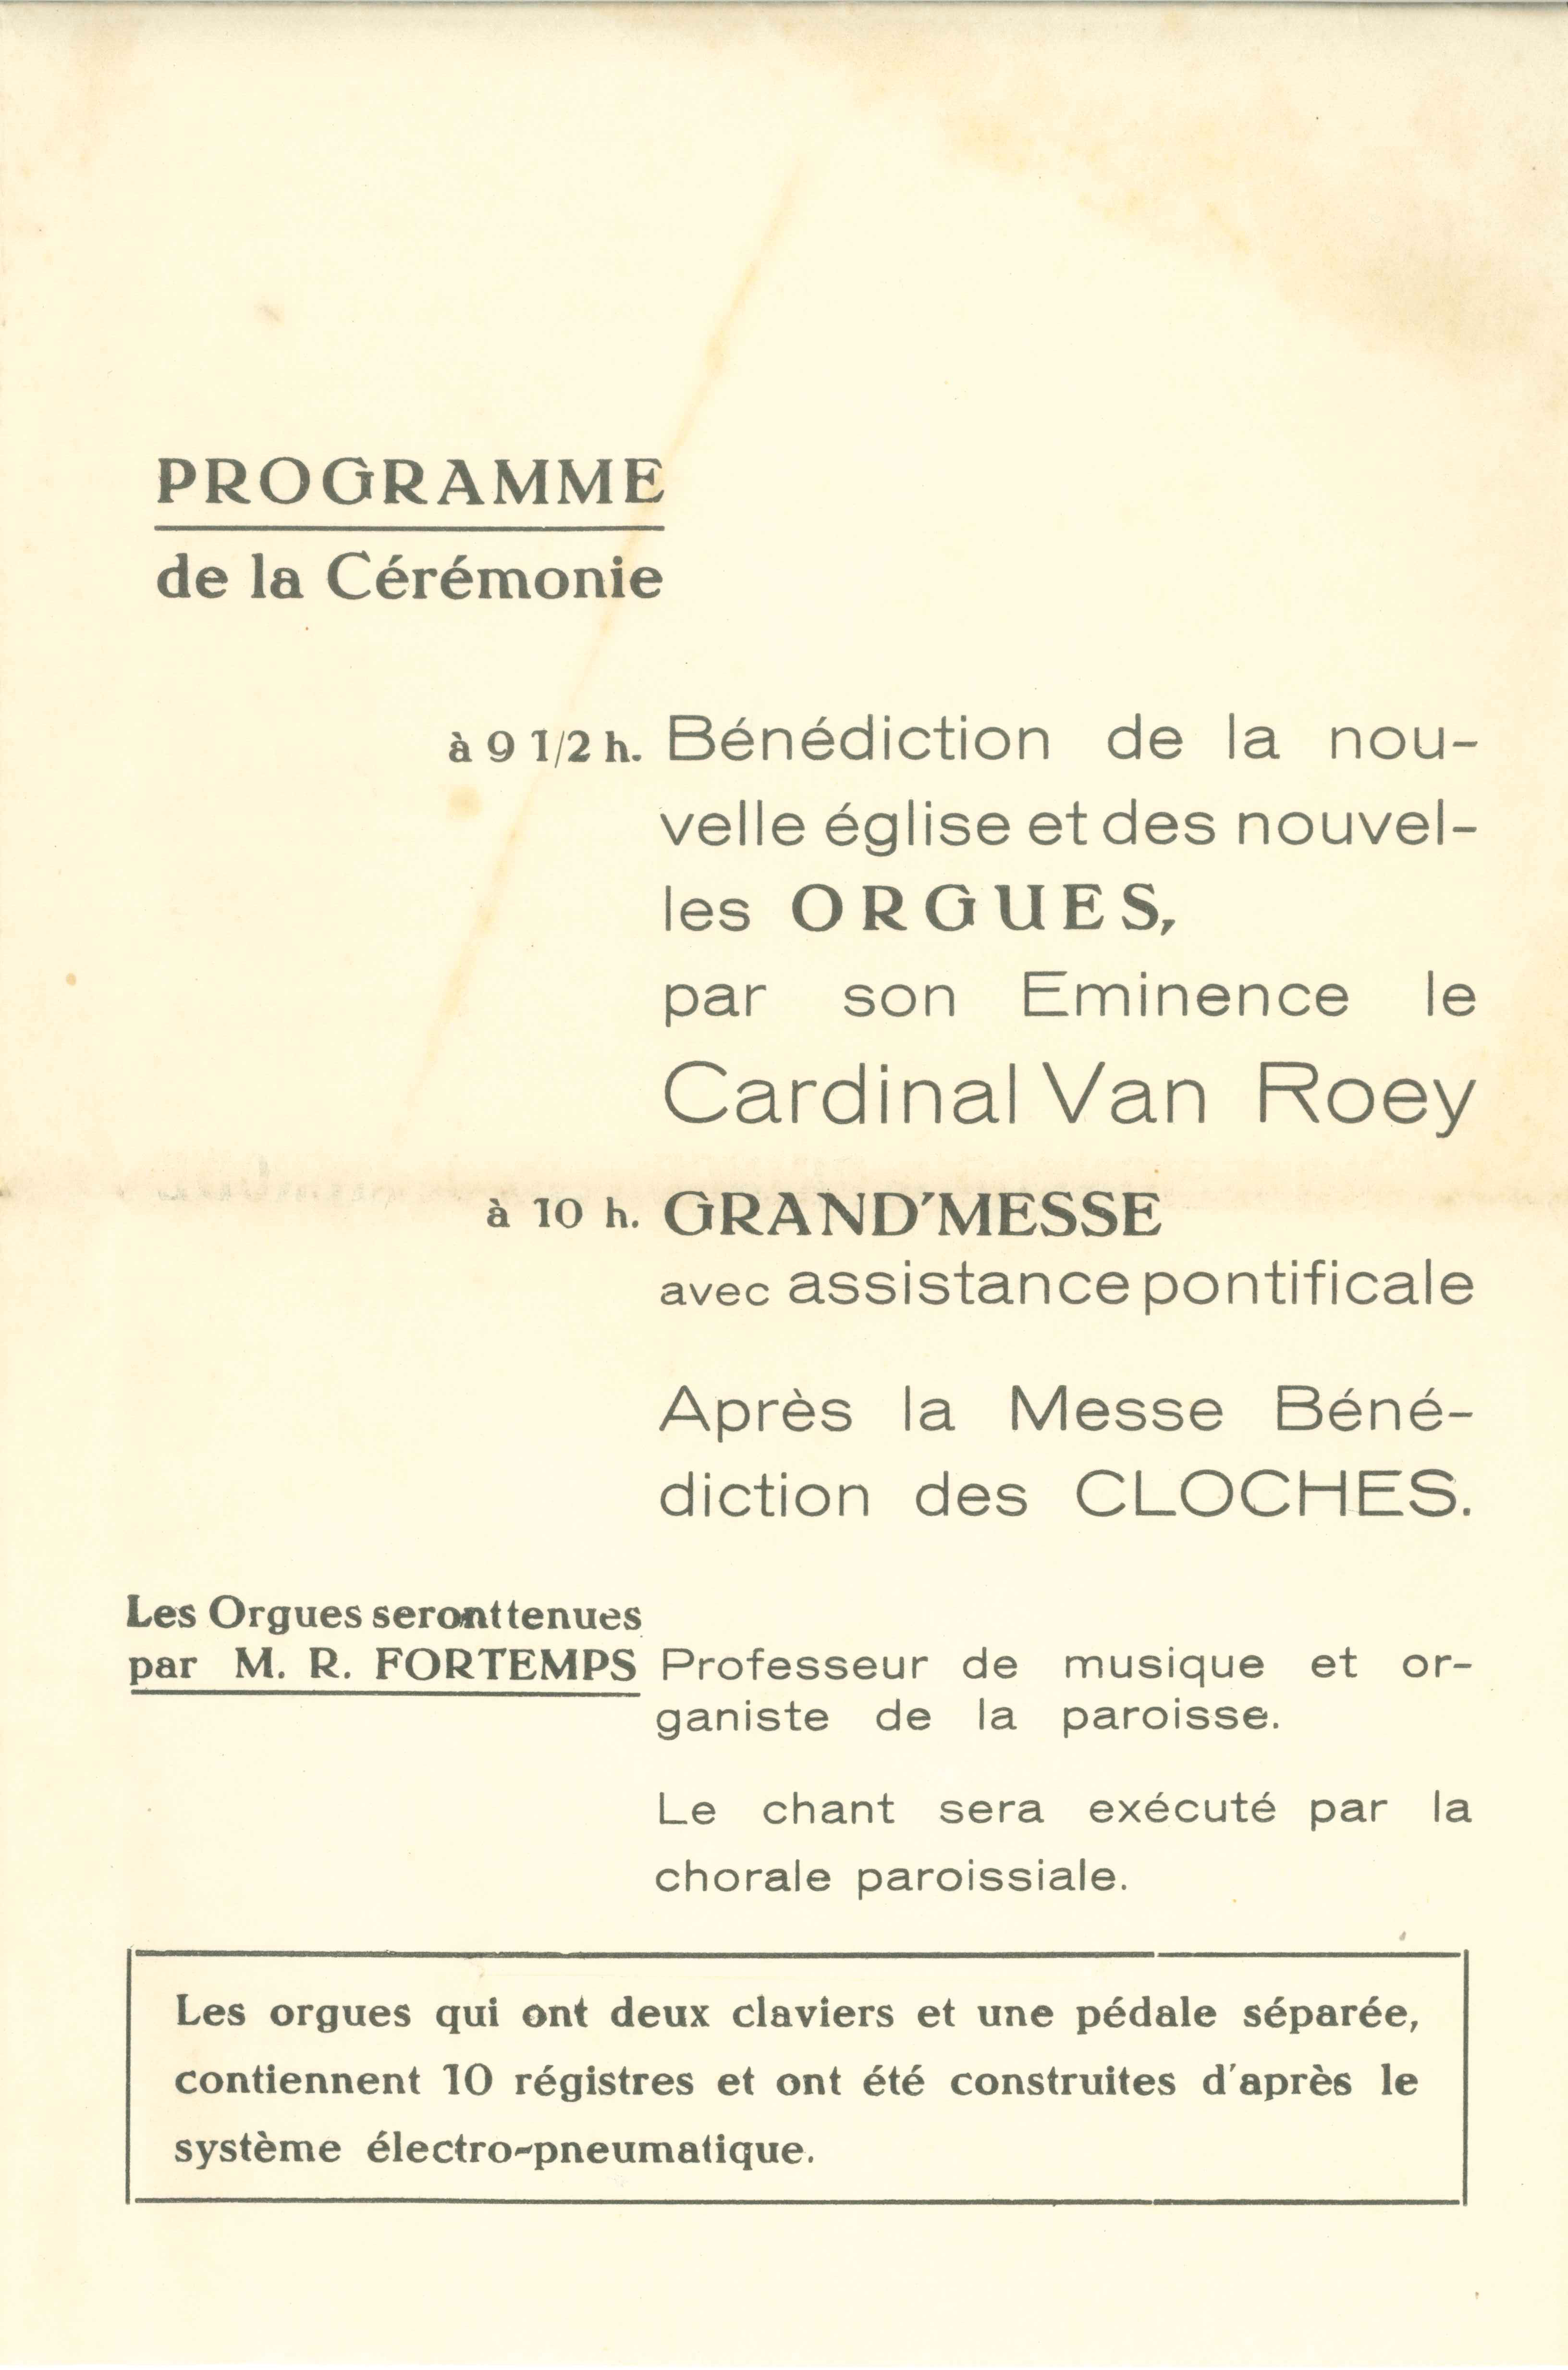 PROGRAMME
de la Cérémonie
à 9 1/2 h. Bénédiction de la nou-
velle église et des nouvel-
les ORGUES,
par son Eminence le
Cardinal Van Roey
à 10 h. GRAND'MESSE
avec assistance pontificale
Après la Messe Béné-
diction des CLOCHES.
Les Orgues seront tenues
par M. R. FORTEMPS Professeur de musique et or-
ganiste de la paroisse.
Le chant sera exécuté par la
chorale paroissiale.
Les orgues qui ont deux claviers et une pédale séparée,
contiennent 10 régistres et ont été construites d'après le
système électro-pneumatique.